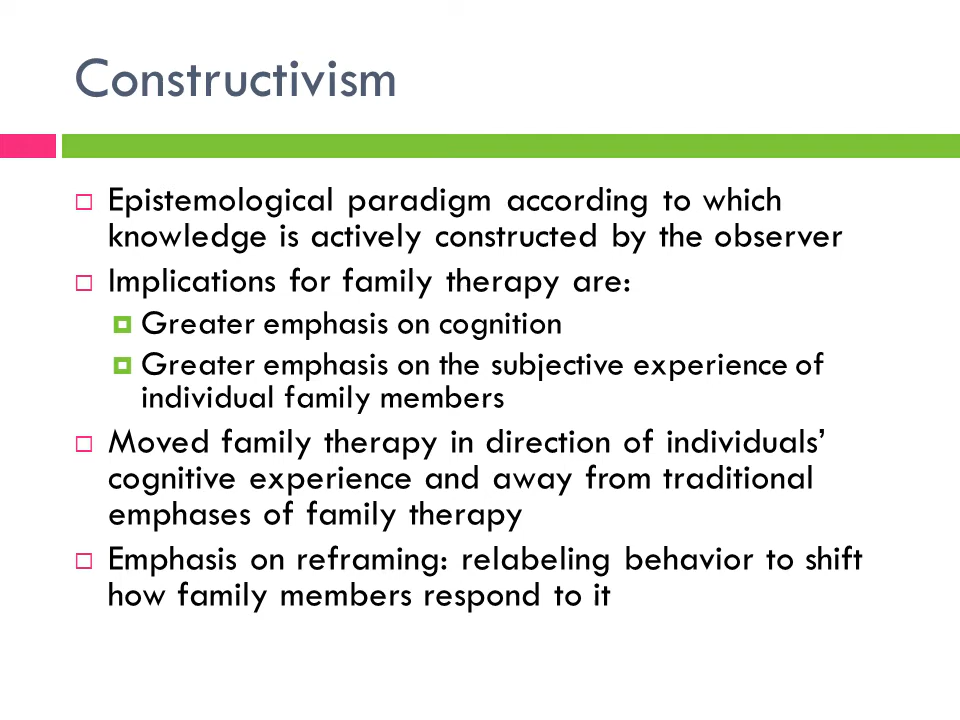 Constructivism
Epistemological paradigm according to which
knowledge is actively constructed by the observer
Implications for family therapy are:
Greater emphasis on cognition
Greater emphasis on the subjective experience of
individual family members
Moved family therapy in direction of individuals’
cognitive experience and away from traditional
emphases of family therapy
Emphasis on reframing: relabeling behavior to shift
how family members respond to it